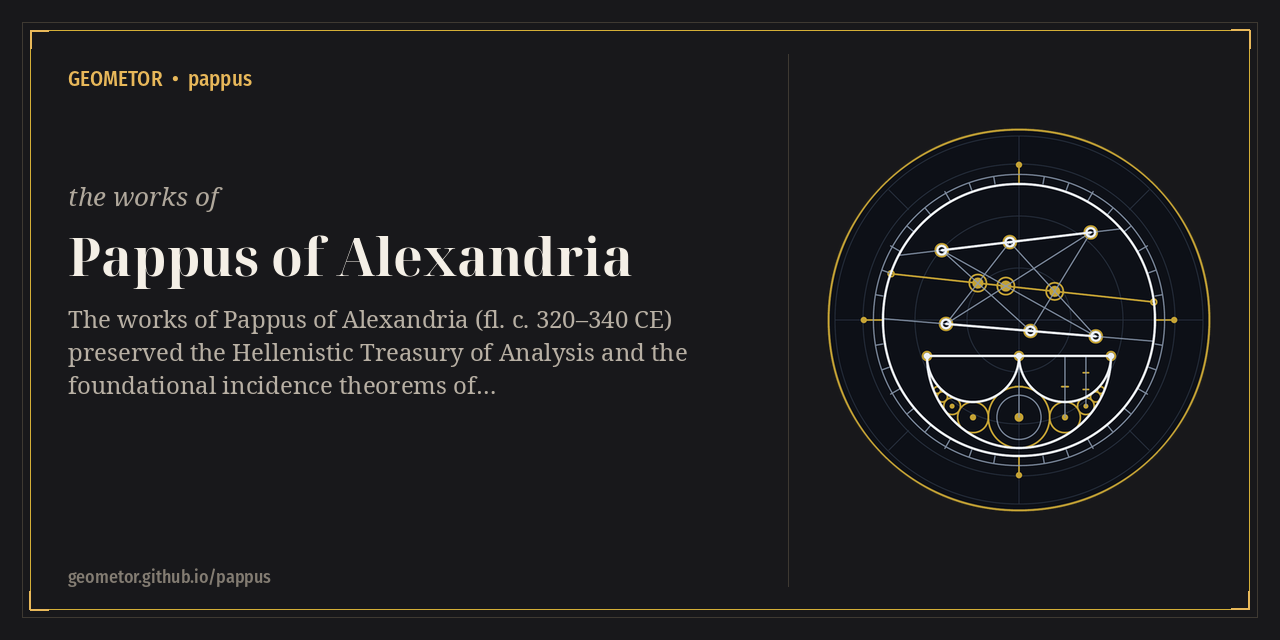 GEOMETOR • pappus
the works of
Pappus of Alexandria
The works of Pappus of Alexandria (fl. c. 320–340 CE)
preserved the Hellenistic Treasury of Analysis and the
foundational incidence theorems of...
geometor.github.io/pappus